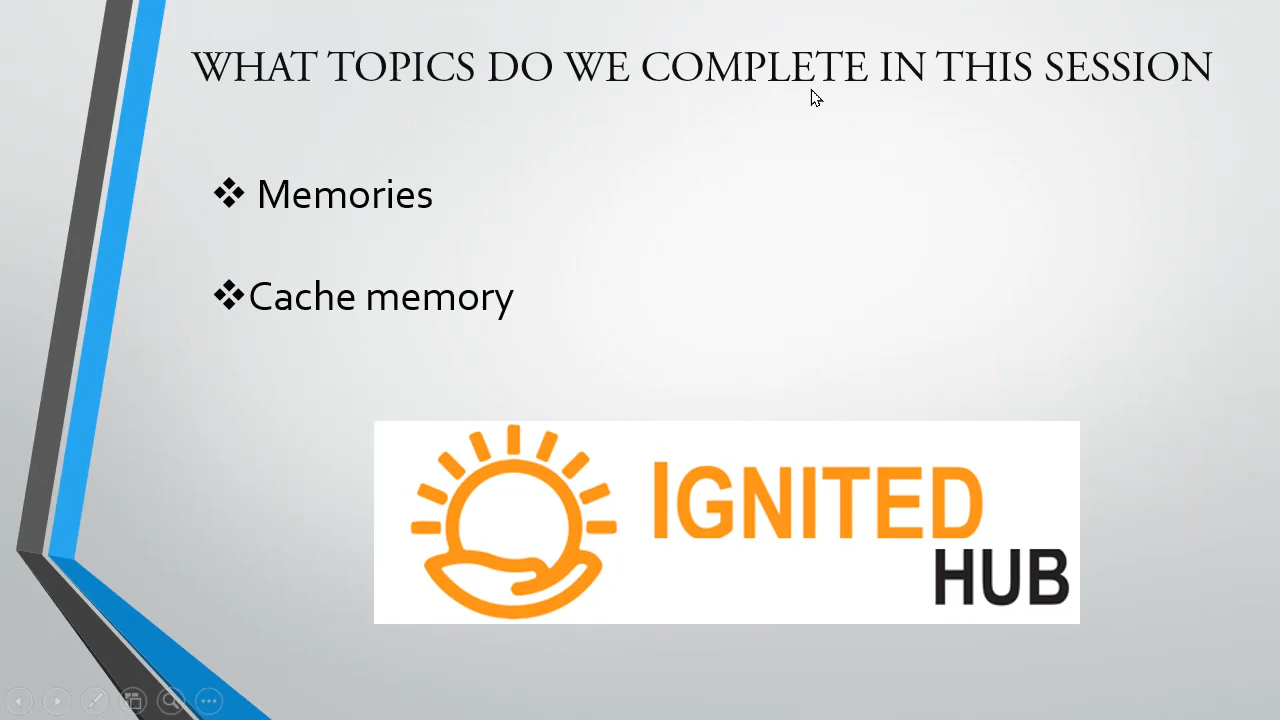 WHAT TOPICS DO WE COMPLETE IN THIS SESSION
❖ Memories
❖Cache memory
IGNITED
HUB